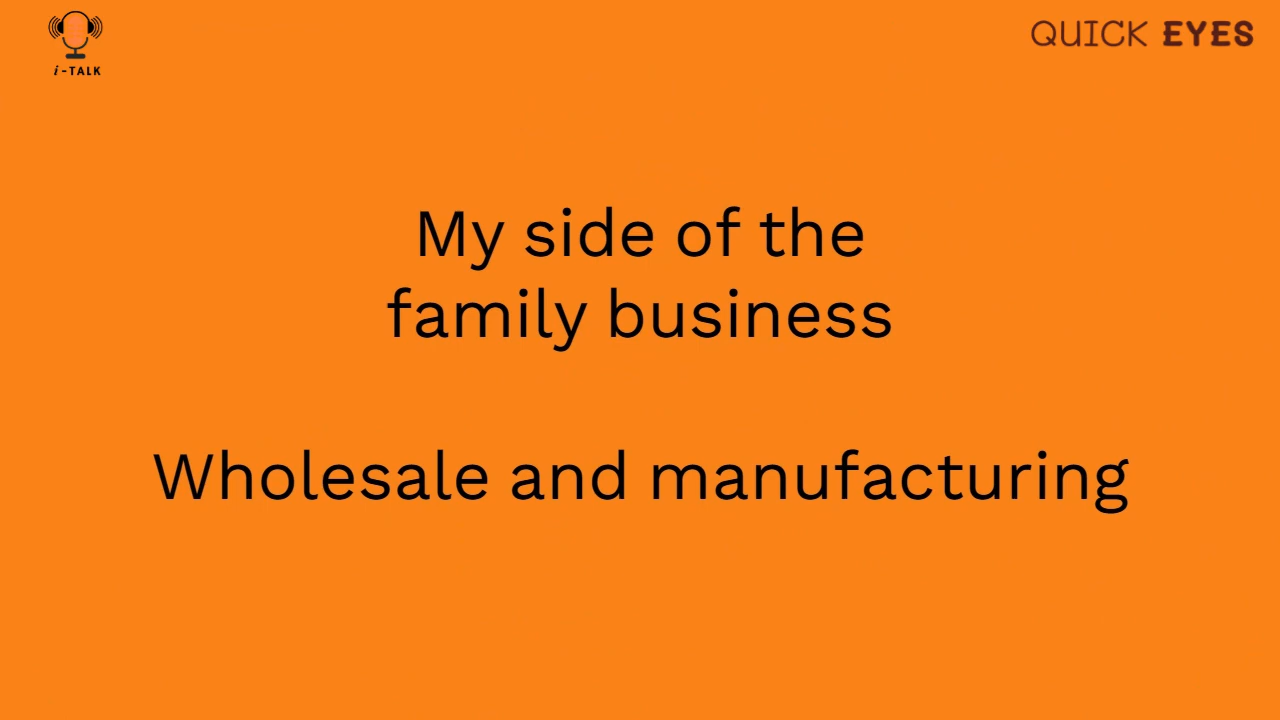 i-TALK
QUICK EYES
My side of the
family business
Wholesale and manufacturing